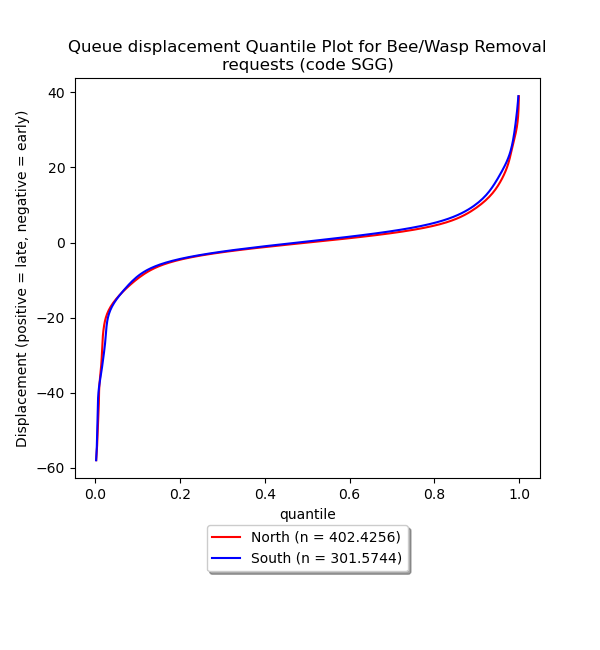 Queue displacement Quantile Plot for Bee/Wasp Removal
requests (code SGG)
Displacement (positive = late, negative = early)
40
20
0
−20
−40
−60
0.0 0.2 0.4 0.6 0.8 1.0
quantile
North (n = 402.4256)
South (n = 301.5744)